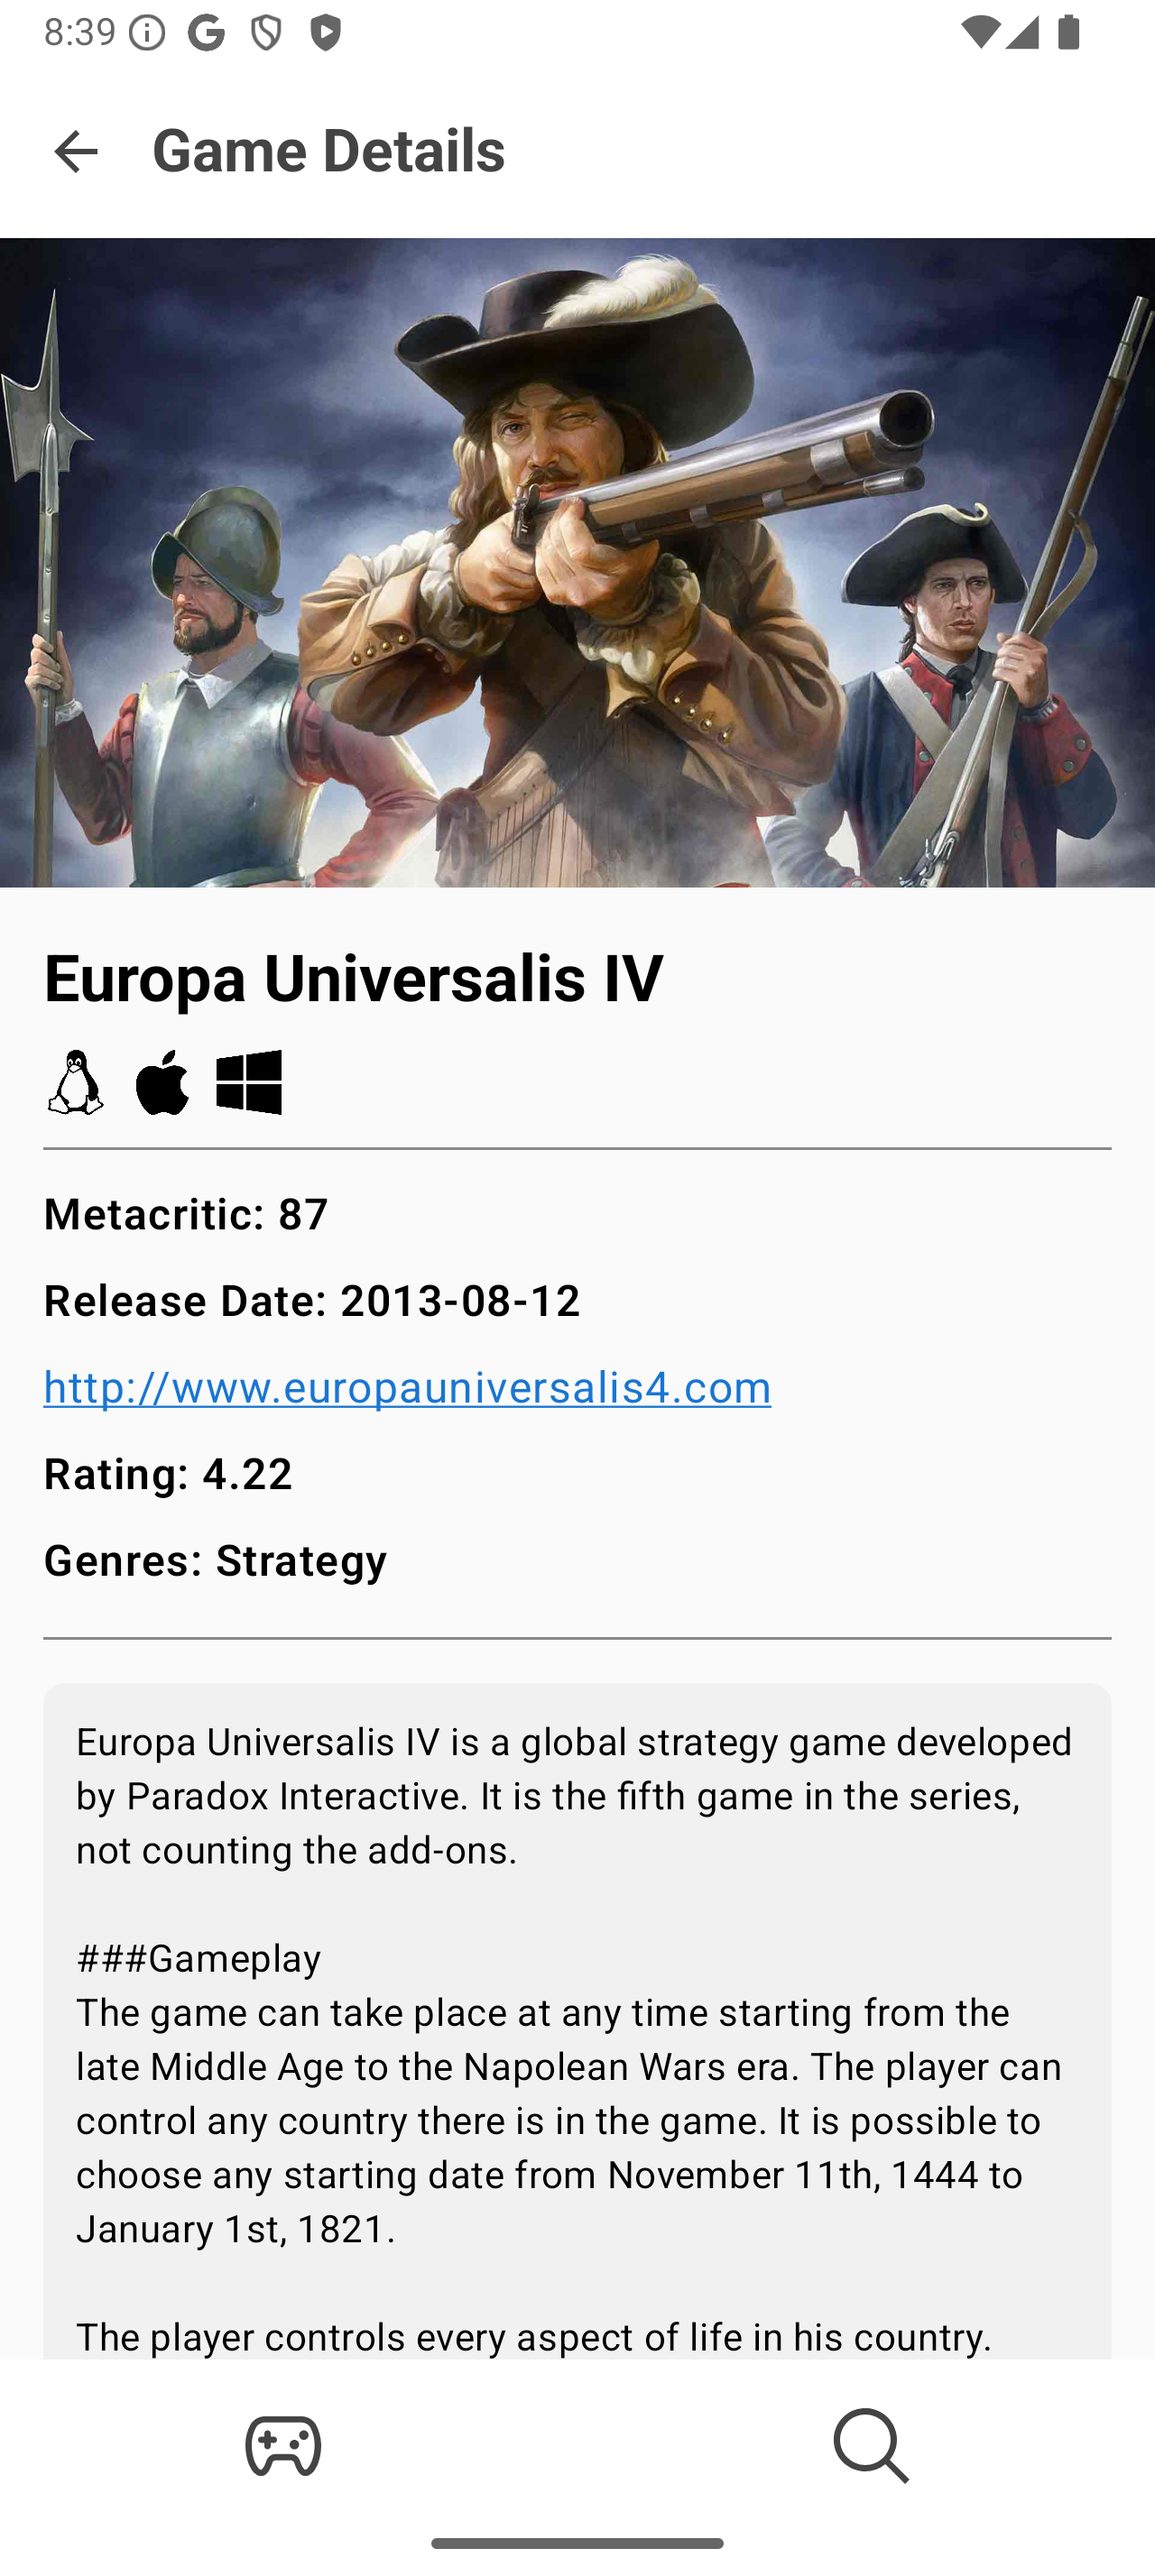 8:39
Game Details
Europa Universalis IV
Metacritic: 87
Release Date: 2013-08-12
http://www.europauniversalis4.com
Rating: 4.22
Genres: Strategy
Europa Universalis IV is a global strategy game developed
by Paradox Interactive. It is the fifth game in the series,
not counting the add-ons.
###Gameplay
The game can take place at any time starting from the
late Middle Age to the Napolean Wars era. The player can
control any country there is in the game. It is possible to
choose any starting date from November 11th, 1444 to
January 1st, 1821.
The player controls every aspect of life in his country.